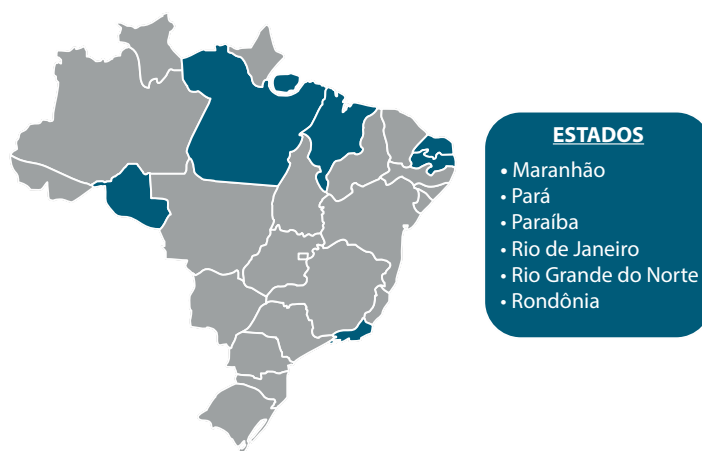 ESTADOS
• Maranhão
• Pará
• Paraíba
• Rio de Janeiro
• Rio Grande do Norte
• Rondônia